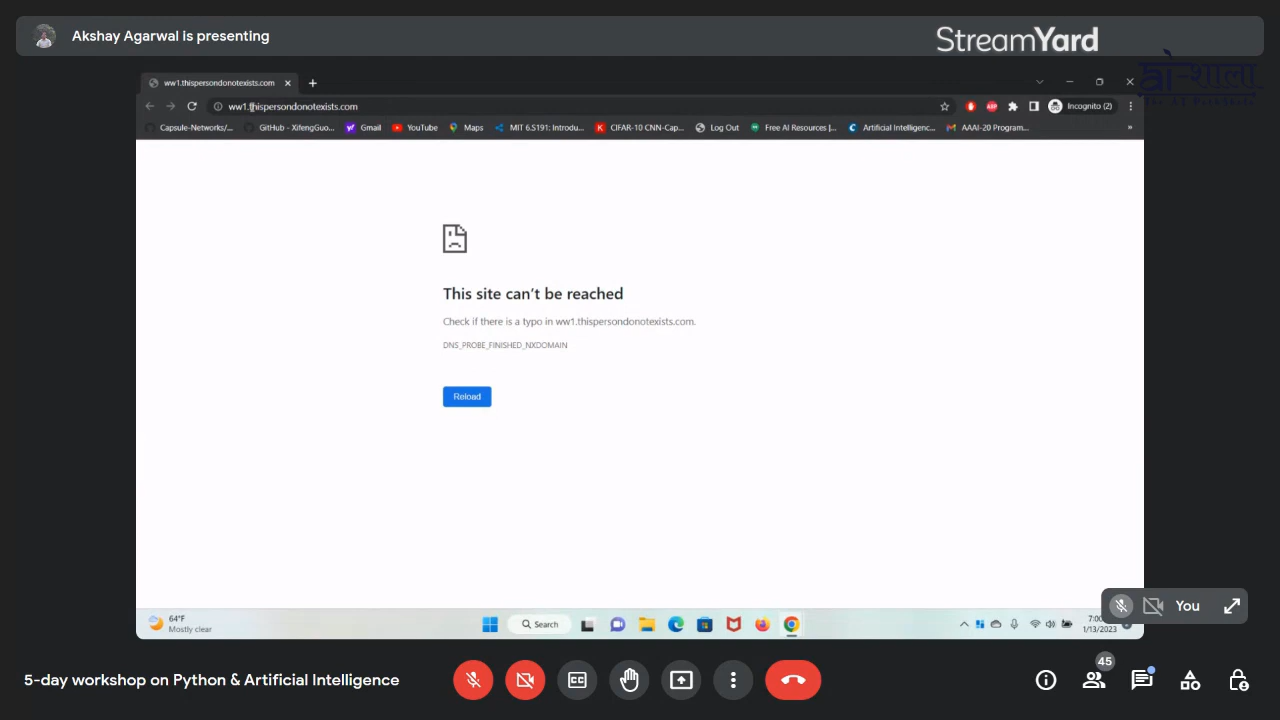 Akshay Agarwal is presenting
StreamYard
ai-शाला
ww1.thispersondonotexists.com
ww1.thispersondonotexists.com
Incognito (2)
Capsule-Networks/...
GitHub - XifengGuo...
Gmail
YouTube
Maps
MIT 6.S191: Introdu...
CIFAR-10 CNN-Cap...
Log Out
Free AI Resources |...
Artificial Intelligenc...
AAAI-20 Program...
»
This site can't be reached
Check if there is a typo in ww1.thispersondonotexists.com.
DNS_PROBE_FINISHED_NXDOMAIN
Reload
You
64°F
Mostly clear
Search
7:00
1/13/2023
5-day workshop on Python & Artificial Intelligence
45